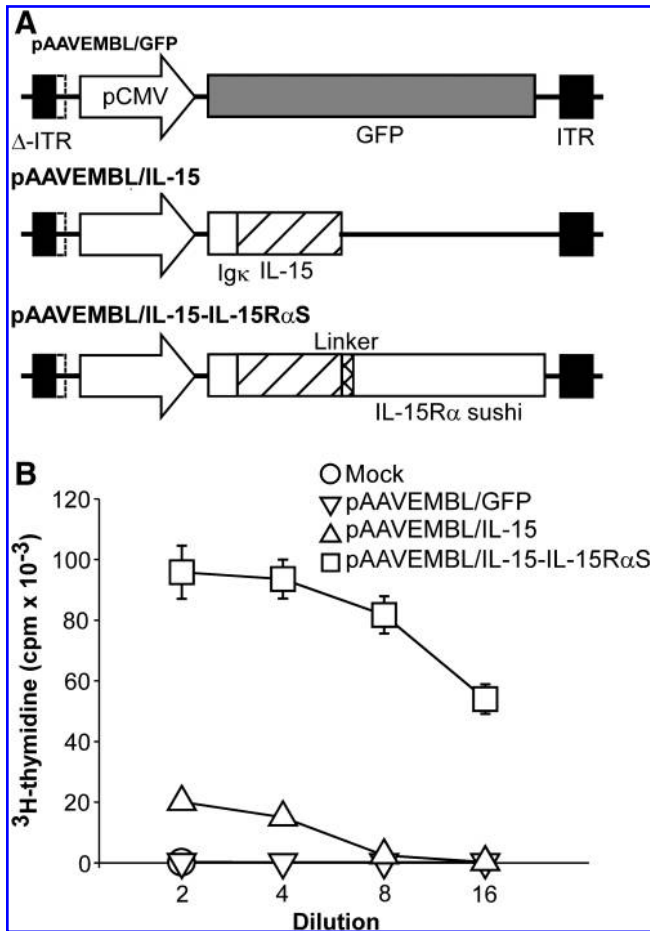 A
pAAVEMBL/GFP
pCMV
Δ-ITR
GFP
ITR
pAAVEMBL/IL-15
Igκ IL-15
pAAVEMBL/IL-15-IL-15RαS
Linker
IL-15Rα sushi
B
Mock
pAAVEMBL/GFP
pAAVEMBL/IL-15
pAAVEMBL/IL-15-IL-15RαS
³H-thymidine (cpm x 10⁻³)
120
100
80
60
40
20
0
2 4 8 16
Dilution